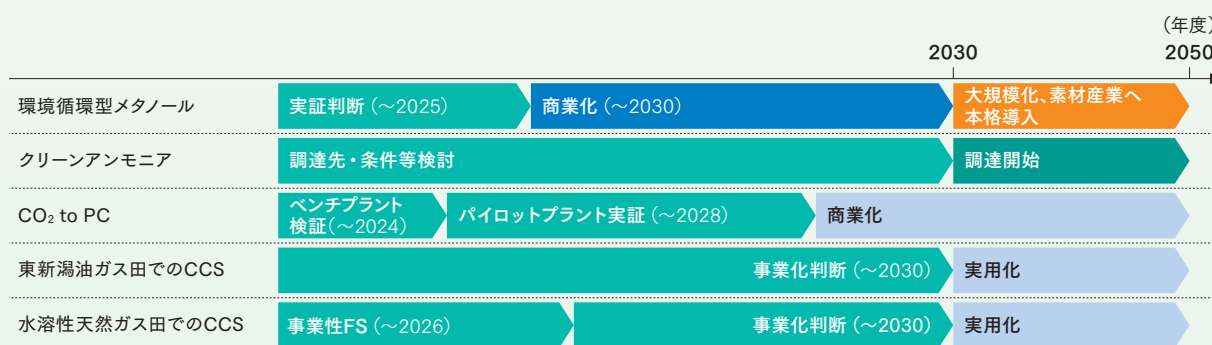 (年度)
2030
2050
環境循環型メタノール
実証判断（～2025）
商業化（～2030）
大規模化、素材産業へ
本格導入
クリーンアンモニア
調達先・条件等検討
調達開始
CO₂ to PC
ベンチプラント
検証(～2024)
パイロットプラント実証（～2028）
商業化
東新潟油ガス田でのCCS
事業化判断（～2030）
実用化
水溶性天然ガス田でのCCS
事業性FS（～2026）
事業化判断（～2030）
実用化